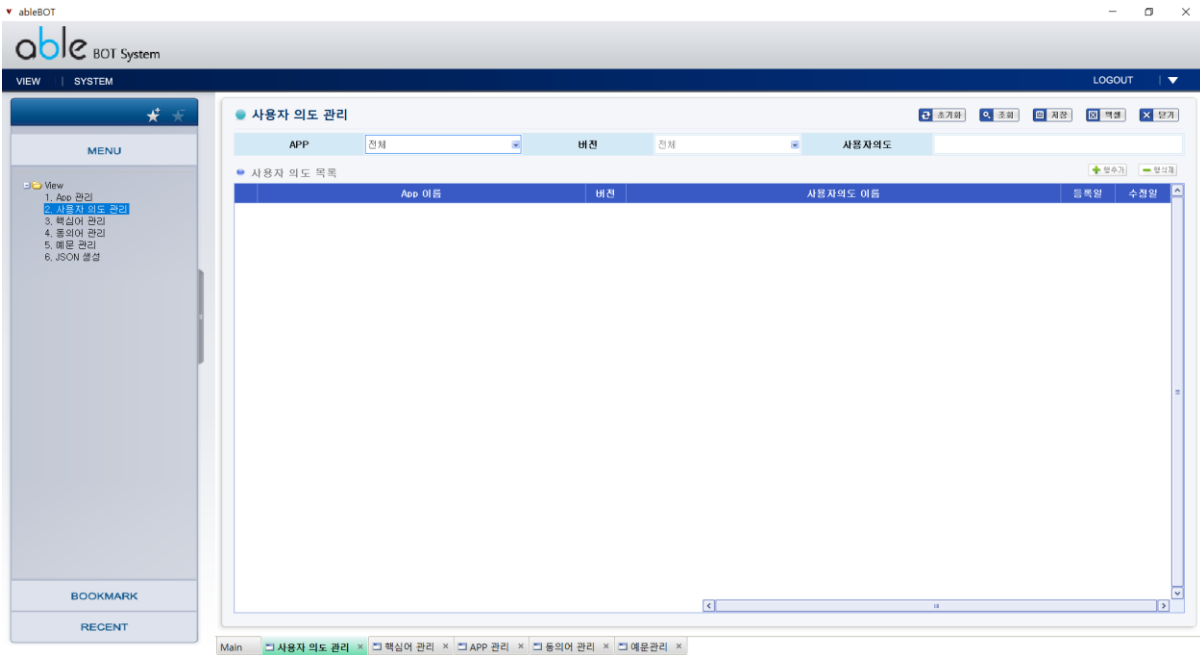 ableBOT
able BOT System
VIEW | SYSTEM
LOGOUT
MENU
View
1. App 관리
2. 사용자 의도 관리
3. 핵심어 관리
4. 동의어 관리
5. 예문 관리
6. JSON 생성
BOOKMARK
RECENT
사용자 의도 관리
초기화 조회 저장 엑셀 닫기
APP 전체 버전 전체 사용자의도
사용자 의도 목록
행추가 행삭제
App 이름 버전 사용자의도 이름 등록일 수정일
Main 사용자 의도 관리 핵심어 관리 APP 관리 동의어 관리 예문관리